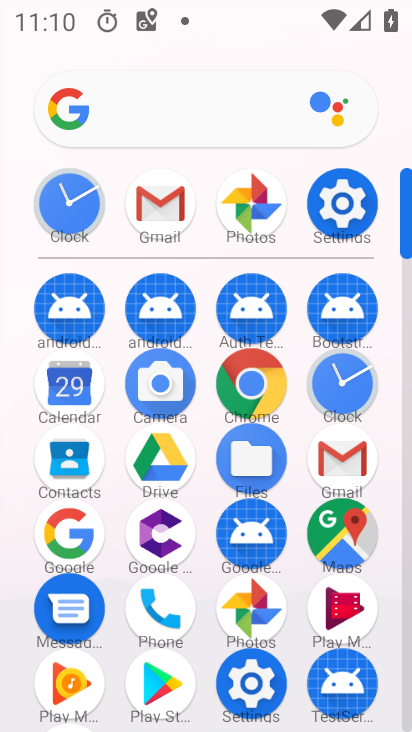 11:10
Clock Gmail Photos Settings
android... android... Auth Te... Bootstr...
29
Calendar Camera Chrome Clock
Contacts Drive Files Gmail
Google Google ... Google... Maps
Messag... Phone Photos Play M...
Play M... Play St... Settings TestSer...